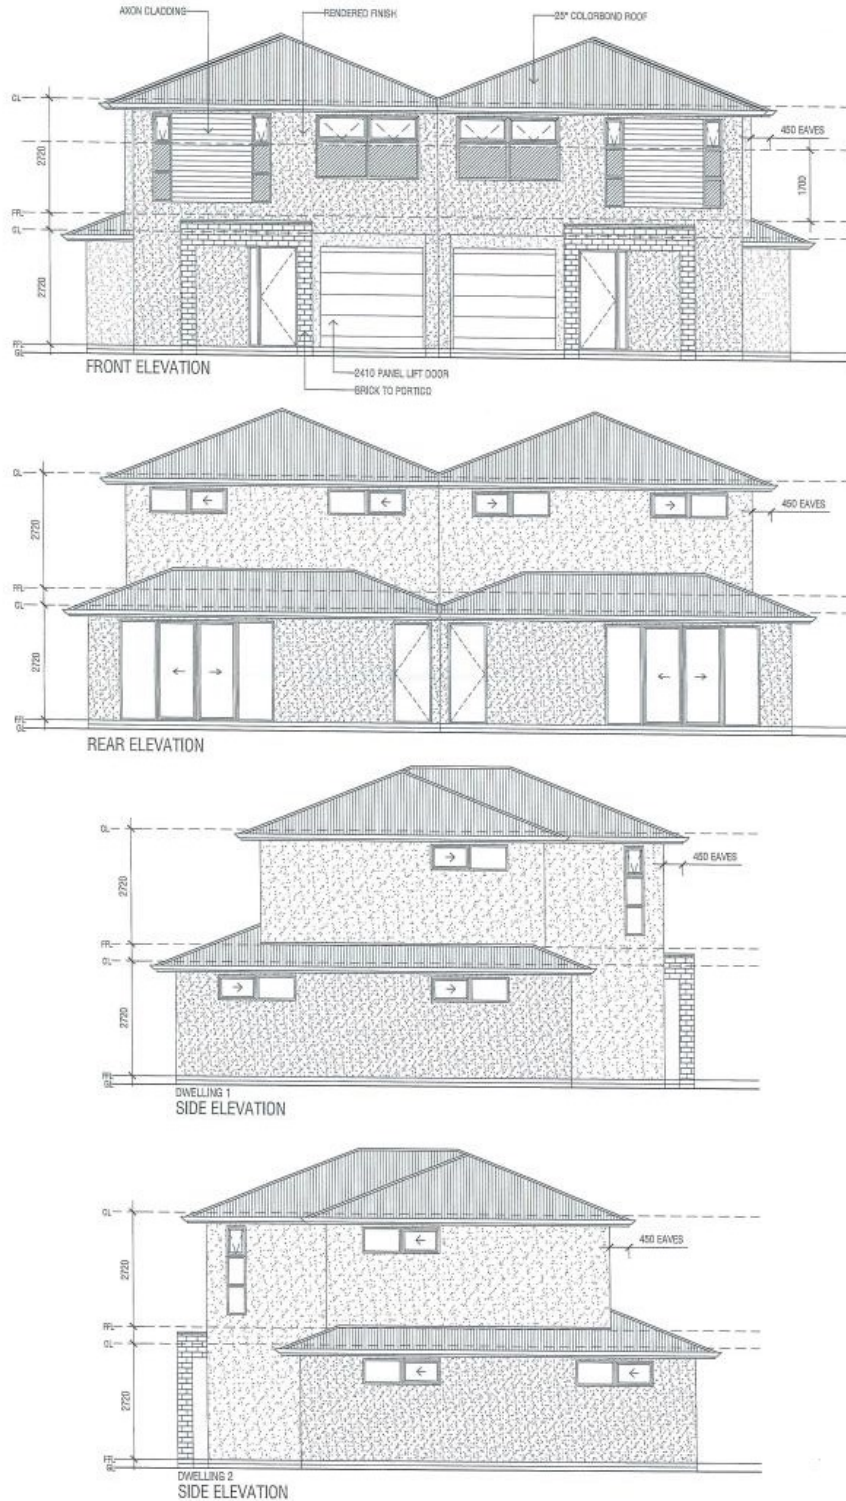 AXON CLADDING
RENDERED FINISH
25° COLORBOND ROOF
CL
450 EAVES
2720
1700
FFL
CL
2720
FFL
GL
FRONT ELEVATION
2410 PANEL LIFT DOOR
BRICK TO PORTICO
CL
450 EAVES
2720
FFL
CL
2720
FFL
GL
REAR ELEVATION
CL
450 EAVES
2720
FFL
CL
2720
FFL
GL
DWELLING 1
SIDE ELEVATION
CL
450 EAVES
2720
FFL
CL
2720
FFL
GL
DWELLING 2
SIDE ELEVATION